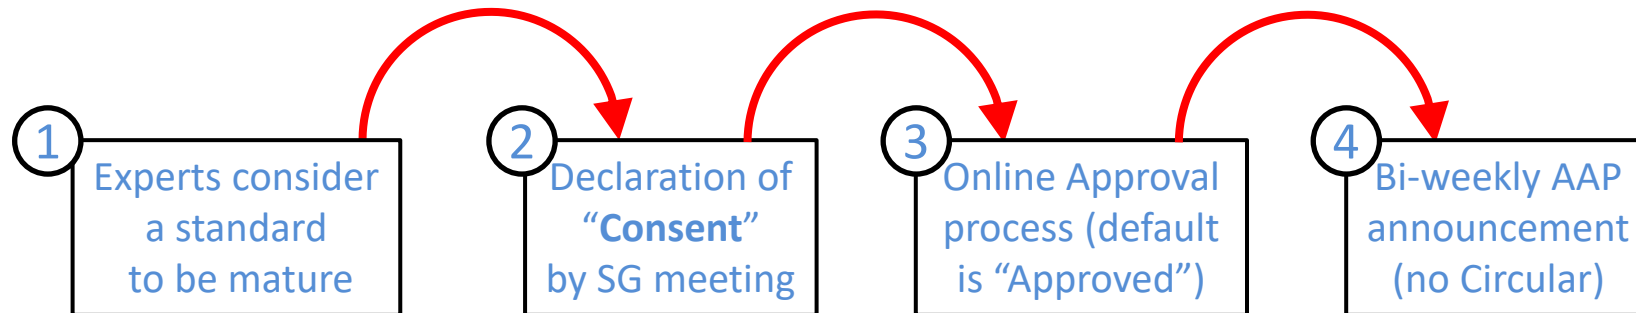 1
Experts consider
a standard
to be mature
2
Declaration of
“Consent”
by SG meeting
3
Online Approval
process (default
is “Approved”)
4
Bi-weekly AAP
announcement
(no Circular)